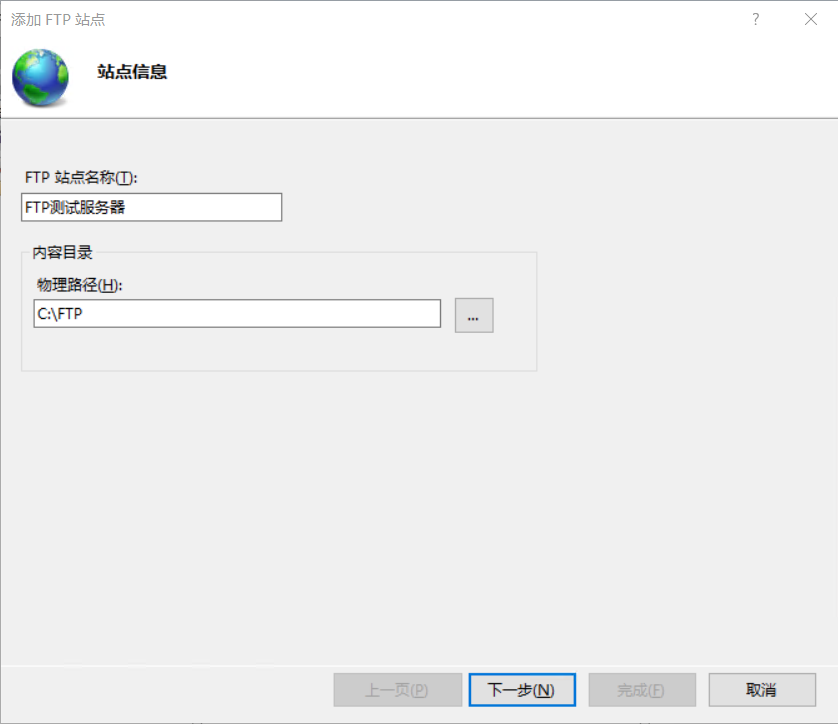 添加 FTP 站点
站点信息
FTP 站点名称(T):
FTP测试服务器
内容目录
物理路径(H):
C:\FTP
...
上一页(P) 下一步(N) 完成(F) 取消